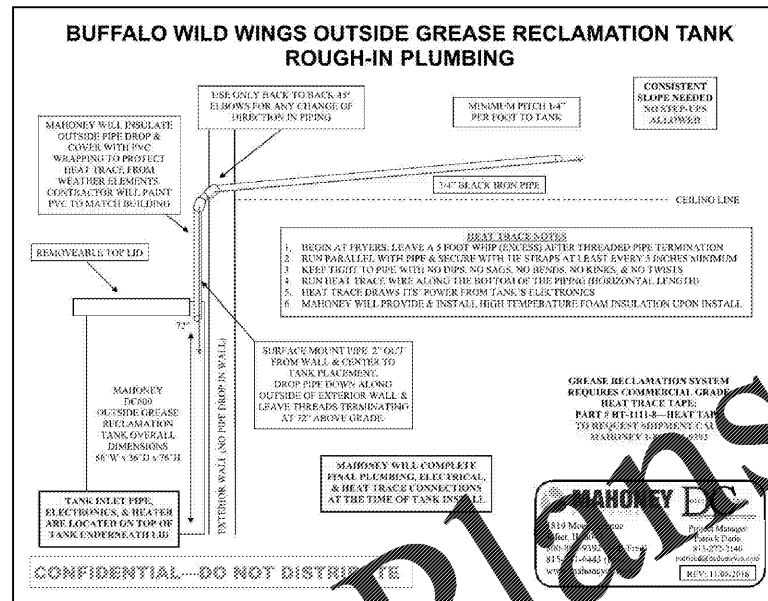 BUFFALO WILD WINGS OUTSIDE GREASE RECLAMATION TANK
ROUGH-IN PLUMBING
USE ONLY BACK TO BACK 45°
ELBOWS FOR ANY CHANGE OF
DIRECTION IN PIPING
MINIMUM PITCH 1/4"
PER FOOT TO TANK
CONSISTENT
SLOPE NEEDED
NO STEP-UPS
ALLOWED
MAHONEY WILL INSULATE
OUTSIDE PIPE DROP &
COVER WITH PVC
WRAPPING TO PROTECT
HEAT TRACE FROM
WEATHER ELEMENTS.
CONTRACTOR WILL PAINT
PVC TO MATCH BUILDING
3/4" BLACK IRON PIPE
CEILING LINE
REMOVEABLE TOP LID
HEAT TRACE NOTES
1. BEGIN AT FRYERS: LEAVE A 5 FOOT WHIP (EXCESS) AFTER THREADED PIPE TERMINATION
2. RUN PARALLEL WITH PIPE & SECURE WITH TIE STRAPS AT LEAST EVERY 5 INCHES MINIMUM
3. KEEP TIGHT TO PIPE WITH NO DIPS, NO SAGS, NO BENDS, NO KINKS, & NO TWISTS
4. RUN HEAT TRACE WIRE ALONG THE BOTTOM OF THE PIPING (HORIZONTAL LENGTH)
5. HEAT TRACE DRAWS ITS' POWER FROM TANK'S ELECTRONICS
6. MAHONEY WILL PROVIDE & INSTALL HIGH TEMPERATURE FOAM INSULATION UPON INSTALL
72"
SURFACE MOUNT PIPE 2" OUT
FROM WALL & CENTER TO
TANK PLACEMENT.
DROP PIPE DOWN ALONG
OUTSIDE OF EXTERIOR WALL &
LEAVE THREADS TERMINATING
AT 72" ABOVE GRADE
MAHONEY
DC600
OUTSIDE GREASE
RECLAMATION
TANK OVERALL
DIMENSIONS
66"W x 36"D x 76"H
EXTERIOR WALL (NO PIPE DROP IN WALL)
GREASE RECLAMATION SYSTEM
REQUIRES COMMERCIAL GRADE
HEAT TRACE TAPE:
PART # HT-1111-8—HEAT
TO REQUEST SHIPMENT
MAHONEY
TANK INLET PIPE,
ELECTRONICS, & HEATER
ARE LOCATED ON TOP OF
TANK UNDERNEATH LID
MAHONEY WILL COMPLETE
FINAL PLUMBING, ELECTRICAL,
& HEAT TRACE CONNECTIONS
AT THE TIME OF TANK INSTALL
MAHONEY DC
Project Manager
Patrick Doris
815-272-2146
REV: 11/08/2016
CONFIDENTIAL—DO NOT DISTRIBUTE
Plans